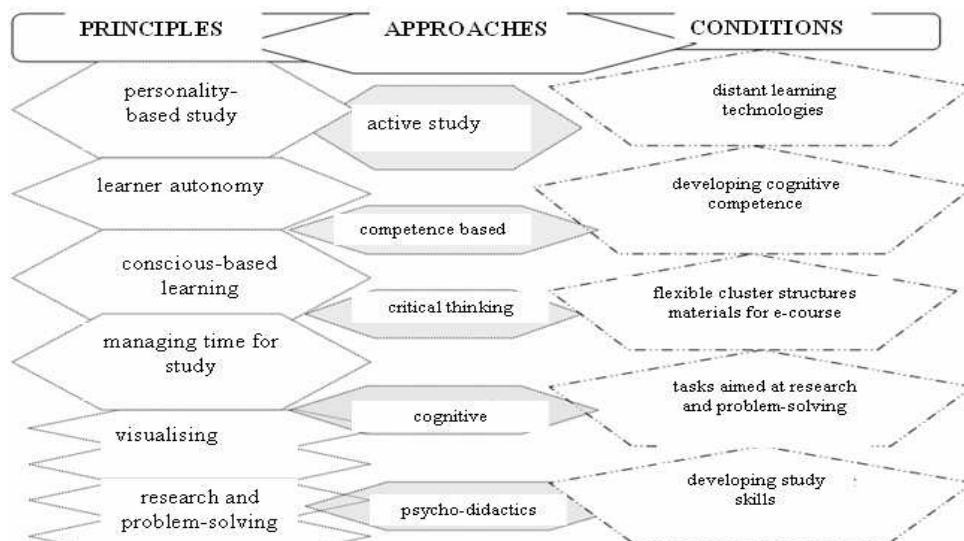 PRINCIPLES
APPROACHES
CONDITIONS
personality-
based study
learner autonomy
conscious-based
learning
managing time for
study
visualising
research and
problem-solving
active study
competence based
critical thinking
cognitive
psycho-didactics
distant learning
technologies
developing cognitive
competence
flexible cluster structures
materials for e-course
tasks aimed at research
and problem-solving
developing study
skills